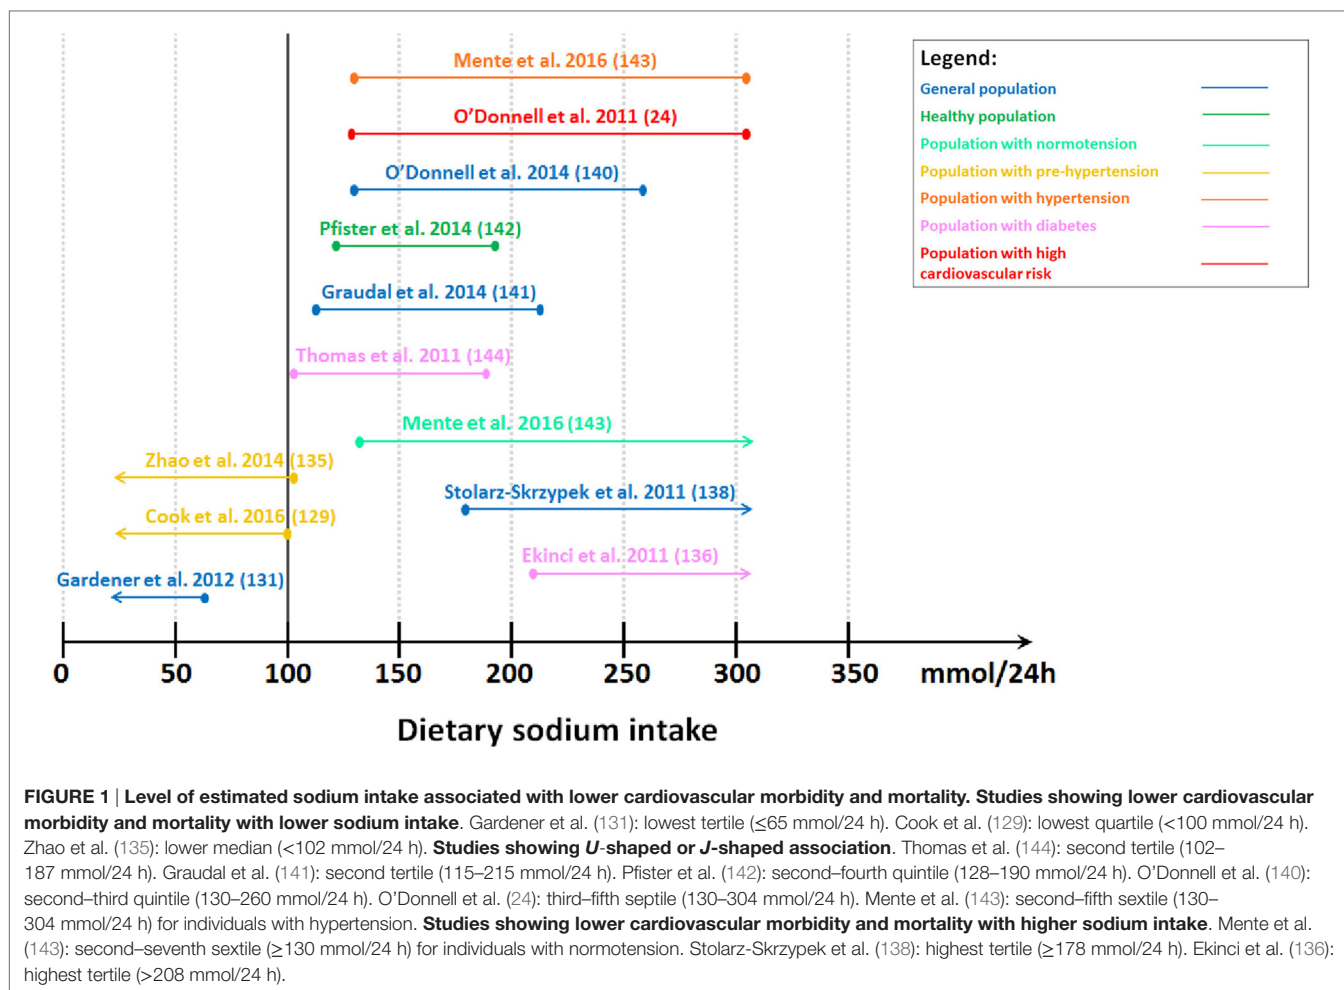 Mente et al. 2016 (143)
O'Donnell et al. 2011 (24)
O'Donnell et al. 2014 (140)
Pfister et al. 2014 (142)
Graudal et al. 2014 (141)
Thomas et al. 2011 (144)
Mente et al. 2016 (143)
Zhao et al. 2014 (135)
Stolarz-Skrzypek et al. 2011 (138)
Cook et al. 2016 (129)
Ekinci et al. 2011 (136)
Gardener et al. 2012 (131)
0 50 100 150 200 250 300 350 mmol/24h
Dietary sodium intake
Legend:
General population
Healthy population
Population with normotension
Population with pre-hypertension
Population with hypertension
Population with diabetes
Population with high
cardiovascular risk
FIGURE 1 | Level of estimated sodium intake associated with lower cardiovascular morbidity and mortality. Studies showing lower cardiovascular
morbidity and mortality with lower sodium intake. Gardener et al. (131): lowest tertile (≤65 mmol/24 h). Cook et al. (129): lowest quartile (<100 mmol/24 h).
Zhao et al. (135): lower median (<102 mmol/24 h). Studies showing U-shaped or J-shaped association. Thomas et al. (144): second tertile (102–
187 mmol/24 h). Graudal et al. (141): second tertile (115–215 mmol/24 h). Pfister et al. (142): second–fourth quintile (128–190 mmol/24 h). O'Donnell et al. (140):
second–third quintile (130–260 mmol/24 h). O'Donnell et al. (24): third–fifth septile (130–304 mmol/24 h). Mente et al. (143): second–fifth sextile (130–
304 mmol/24 h) for individuals with hypertension. Studies showing lower cardiovascular morbidity and mortality with higher sodium intake. Mente et al.
(143): second–seventh sextile (≥130 mmol/24 h) for individuals with normotension. Stolarz-Skrzypek et al. (138): highest tertile (≥178 mmol/24 h). Ekinci et al. (136):
highest tertile (>208 mmol/24 h).